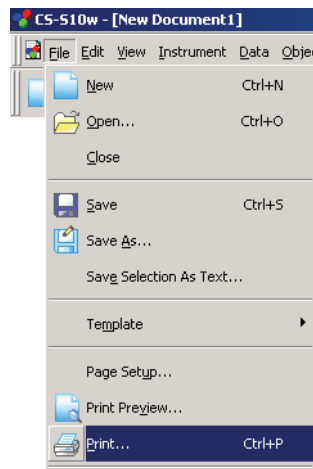 CS-S10w - [New Document1]
File Edit View Instrument Data Obje
New Ctrl+N
Open... Ctrl+O
Close
Save Ctrl+S
Save As...
Save Selection As Text...
Template
Page Setup...
Print Preview...
Print... Ctrl+P